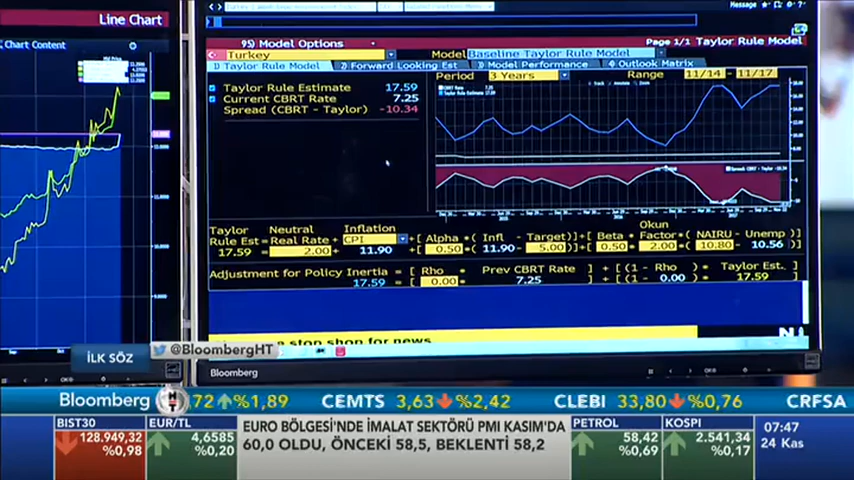 Message
Line Chart
95) Model Options
Page 1/1 Taylor Rule Model
Chart Content
Turkey
Model Baseline Taylor Rule Model
1) Taylor Rule Model
2) Forward Looking Est
3) Model Performance
4) Outlook Matrix
Period 3 Years Range 11/14 - 11/17
Taylor Rule Estimate 17.59
Current CBRT Rate 7.25
Spread (CBRT - Taylor) -10.34
Taylor Neutral Inflation Okun
Rule Est= Real Rate+ CPI +[ Alpha*( Infl - Target)]+[ Beta *( Factor*( NAIRU- Unemp )]
17.59 = 2.00 11.90 +[ 0.50 *( 11.90 - 5.00 )]+[ 0.50 *( 2.00 *( 10.80 - 10.56 )]
Adjustment for Policy Inertia = [ Rho * Prev CBRT Rate ] + [(1 - Rho )* Taylor Est. ]
17.59 = [ 0.00 7.25 ] + [(1 - 0.00 )* 17.59 ]
stop shop for news
İLK SÖZ
@BloombergHT
Bloomberg
Bloomberg HT
,72 %1,89 CEMTS 3,63 %2,42 CLEBI 33,80 %0,76 CRFSA
BIST30
128.949,32
%0,98
EUR/TL
4,6585
%0,20
EURO BÖLGESİ'NDE İMALAT SEKTÖRÜ PMI KASIM'DA
60,0 OLDU, ÖNCEKİ 58,5, BEKLENTİ 58,2
PETROL
58,42
%0,69
KOSPI
2.541,34
%0,17
07:47
24 Kas